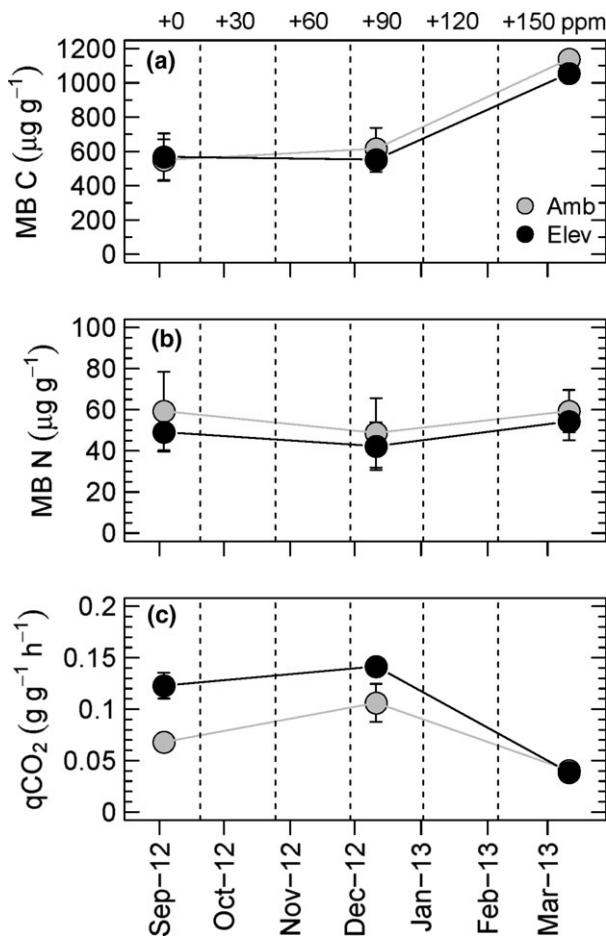 +0 +30 +60 +90 +120 +150 ppm
(a)
MB C (µg g⁻¹)
1200
1000
800
600
400
200
0
Amb
Elev
(b)
MB N (µg g⁻¹)
100
80
60
40
20
0
(c)
qCO₂ (g g⁻¹ h⁻¹)
0.2
0.15
0.1
0.05
0
Sep−12 Oct−12 Nov−12 Dec−12 Jan−13 Feb−13 Mar−13